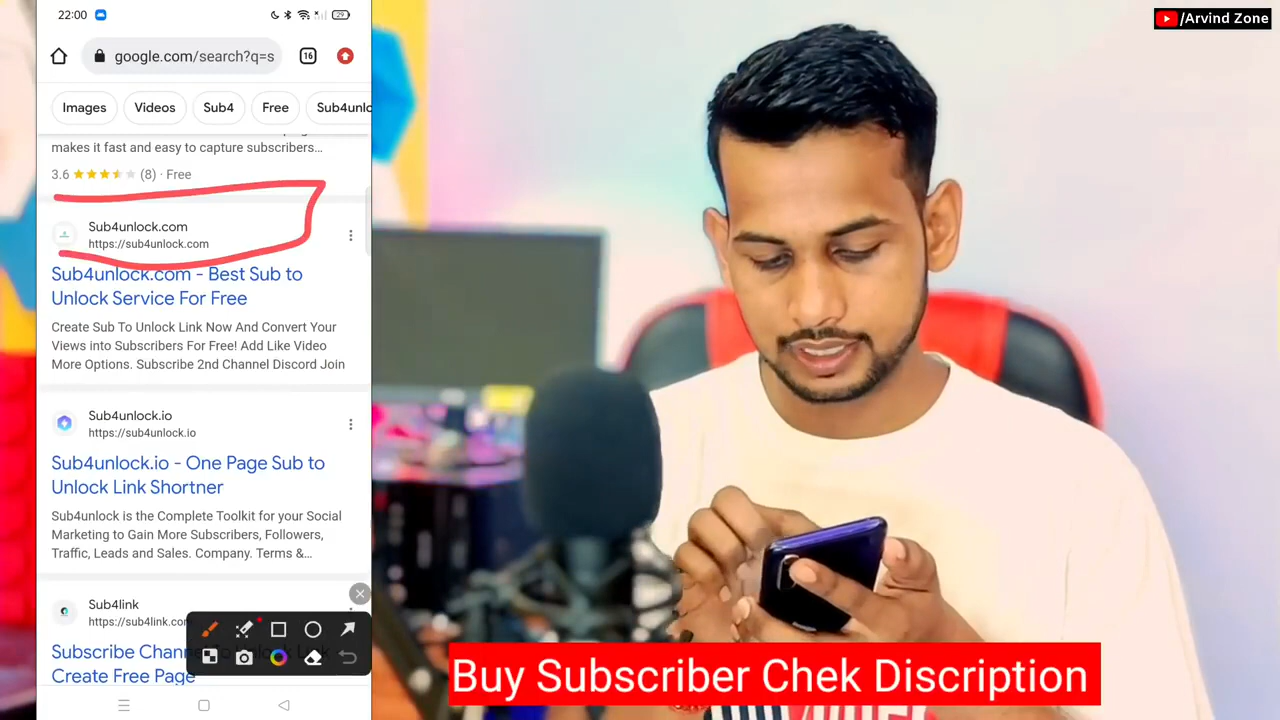 22:00
29
/Arvind Zone
google.com/search?q=s
16
Images Videos Sub4 Free Sub4unlo
makes it fast and easy to capture subscribers...
3.6 (8) · Free
Sub4unlock.com
https://sub4unlock.com
Sub4unlock.com - Best Sub to
Unlock Service For Free
Create Sub To Unlock Link Now And Convert Your
Views into Subscribers For Free! Add Like Video
More Options. Subscribe 2nd Channel Discord Join
Sub4unlock.io
https://sub4unlock.io
Sub4unlock.io - One Page Sub to
Unlock Link Shortner
Sub4unlock is the Complete Toolkit for your Social
Marketing to Gain More Subscribers, Followers,
Traffic, Leads and Sales. Company. Terms &...
Sub4link
https://sub4link.co
Subscribe Chan
Create Free Page
Buy Subscriber Chek Discription